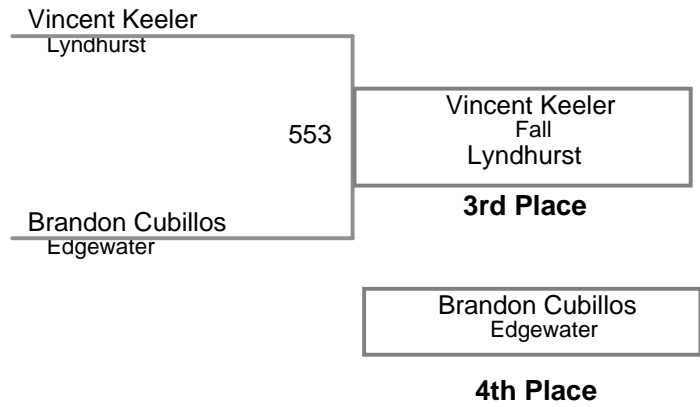 Vincent Keeler
Lyndhurst
553
Vincent Keeler
Fall
Lyndhurst
3rd Place
Brandon Cubillos
Edgewater
Brandon Cubillos
Edgewater
4th Place